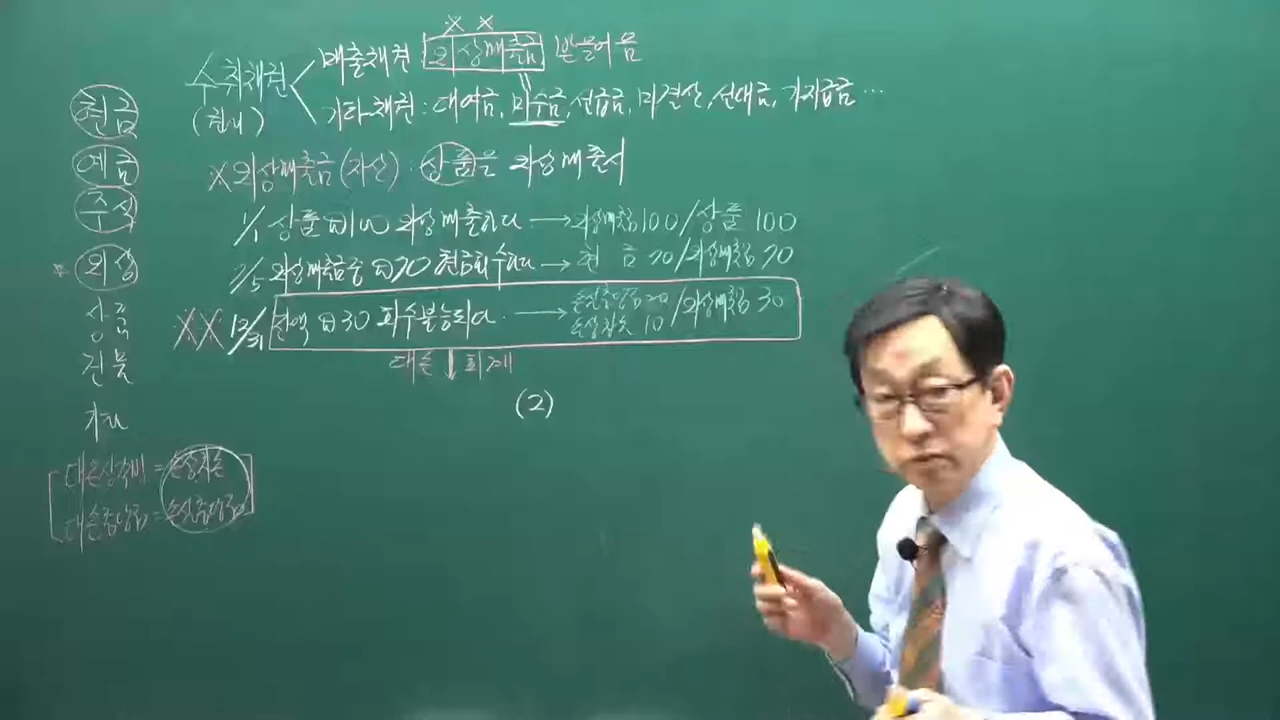 현금
예금
주식
* 외상
상품
건물
수취채권
(회계)
※ ※
매출채권 외상매출금 받을어음
기타채권 : 대여금, 미수금, 선급금, 미결산, 선대금, 가지급금 …
※ 외상매출금(자산) : 상품을 외상매출시
1/1 상품 ₩100 외상매출하다 → 외상매출금 100 / 상품 100
2/5 외상매출금중 ₩70 현금회수하다 → 현 금 70 / 외상매출금 70
※※ 12/31 잔액 ₩30 회수불능되다 → 손실충당금 20 / 외상매출금 30
손상차손 10
대손 ↓ 회계
(2)
대손상각비 = 손상차손
대손충당금 = 손실충당금